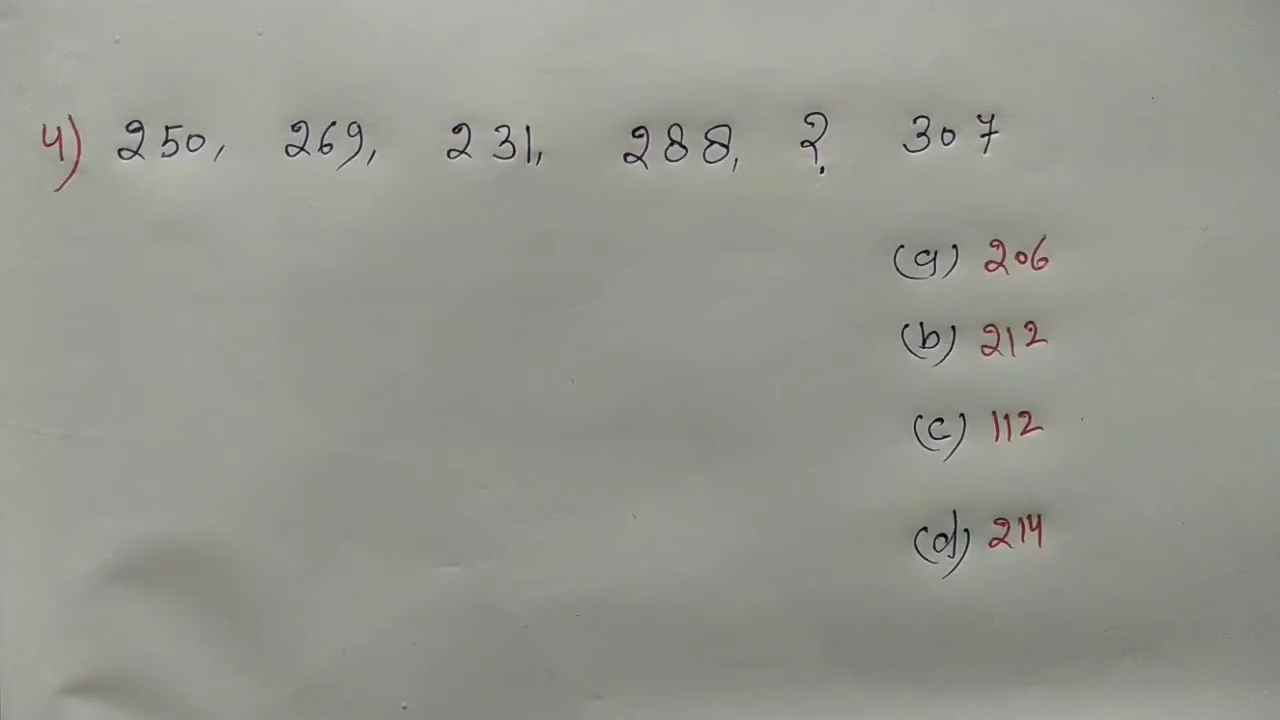 4) 250, 269, 231, 288, ? 307
(a) 206
(b) 212
(c) 112
(d) 214